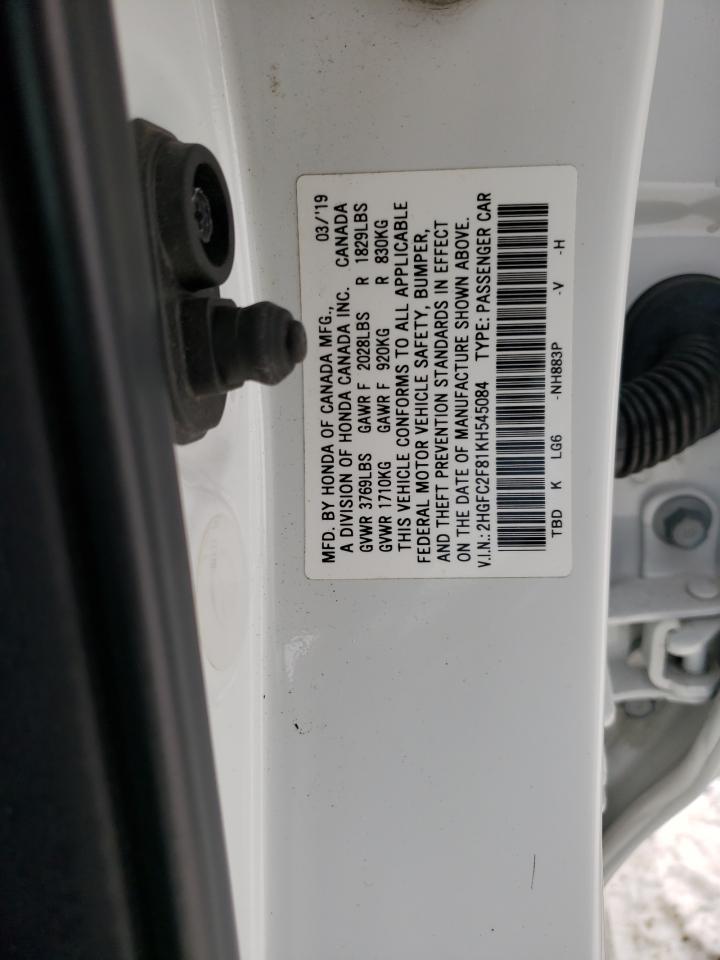 MFD. BY HONDA OF CANADA MFG., 03/'19
A DIVISION OF HONDA CANADA INC. CANADA
GVWR 3769LBS GAWR F 2028LBS R 1829LBS
GVWR 1710KG GAWR F 920KG R 830KG
THIS VEHICLE CONFORMS TO ALL APPLICABLE
FEDERAL MOTOR VEHICLE SAFETY, BUMPER,
AND THEFT PREVENTION STANDARDS IN EFFECT
ON THE DATE OF MANUFACTURE SHOWN ABOVE.
V.I.N.: 2HGFC2F81KH545084 TYPE: PASSENGER CAR
TBD K LG6 -NH883P -V -H